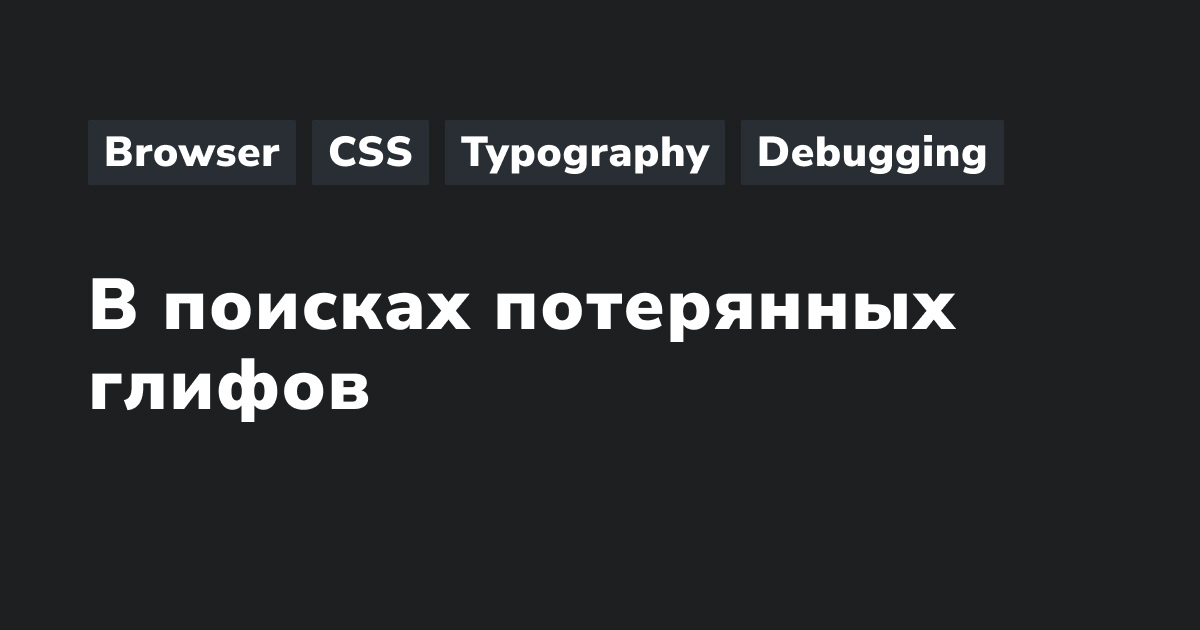 Browser CSS Typography Debugging
В поисках потерянных
глифов